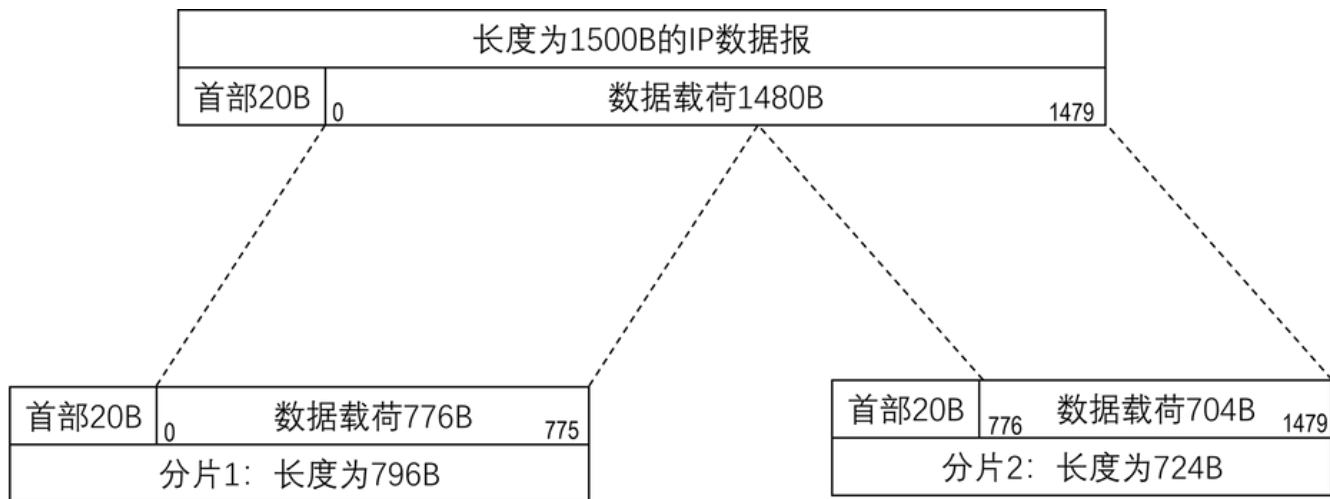 长度为1500B的IP数据报
首部20B 0 数据载荷1480B 1479
首部20B 0 数据载荷776B 775
分片1：长度为796B
首部20B 776 数据载荷704B 1479
分片2：长度为724B